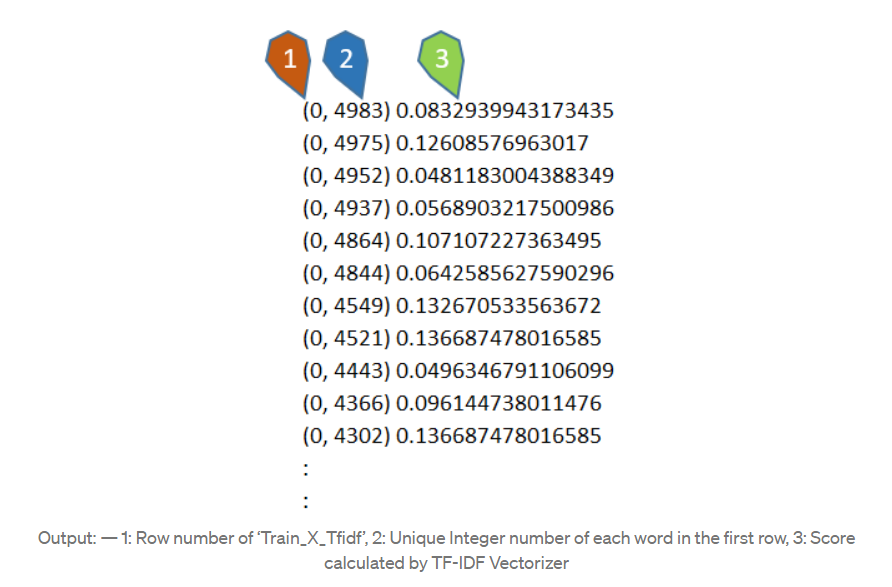 1 2 3
(0, 4983) 0.0832939943173435
(0, 4975) 0.12608576963017
(0, 4952) 0.0481183004388349
(0, 4937) 0.0568903217500986
(0, 4864) 0.107107227363495
(0, 4844) 0.0642585627590296
(0, 4549) 0.132670533563672
(0, 4521) 0.136687478016585
(0, 4443) 0.0496346791106099
(0, 4366) 0.096144738011476
(0, 4302) 0.136687478016585
:
:
Output: — 1: Row number of ‘Train_X_Tfidf’, 2: Unique Integer number of each word in the first row, 3: Score
calculated by TF-IDF Vectorizer